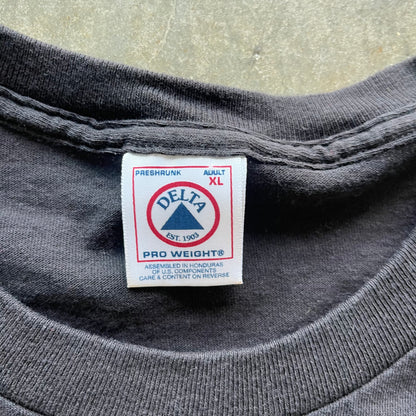 PRESHRUNK ADULT
XL
DELTA
EST. 1903
PRO WEIGHT®
ASSEMBLED IN HONDURAS
OF U.S. COMPONENTS
CARE & CONTENT ON REVERSE